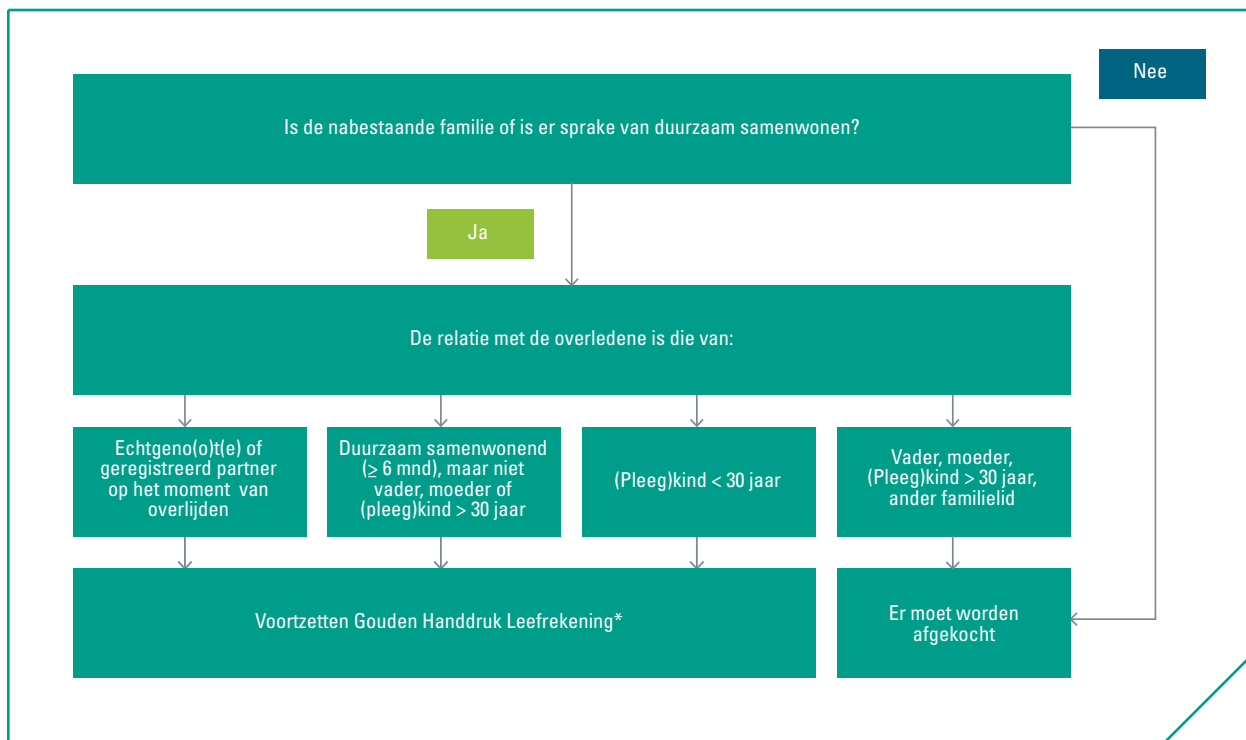 Nee
Is de nabestaande familie of is er sprake van duurzaam samenwonen?
Ja
De relatie met de overledene is die van:
Echtgeno(o)t(e) of
geregistreerd partner
op het moment van
overlijden
Duurzaam samenwonend
(≥ 6 mnd), maar niet
vader, moeder of
(pleeg)kind > 30 jaar
(Pleeg)kind < 30 jaar
Vader, moeder,
(Pleeg)kind > 30 jaar,
ander familielid
Voortzetten Gouden Handdruk Leefrekening*
Er moet worden
afgekocht